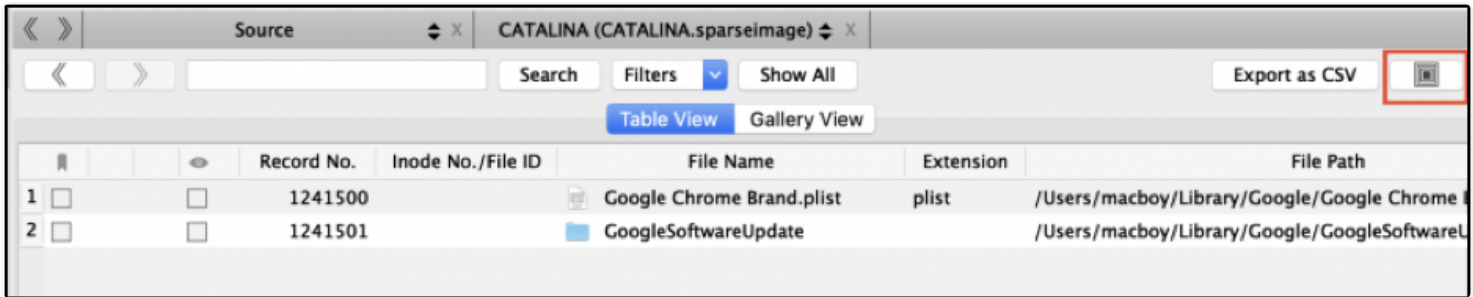 Source X CATALINA (CATALINA.sparseimage) X
Search Filters Show All Export as CSV
Table View Gallery View
Record No. Inode No./File ID File Name Extension File Path
1 1241500 Google Chrome Brand.plist plist /Users/macboy/Library/Google/Google Chrome
2 1241501 GoogleSoftwareUpdate /Users/macboy/Library/Google/GoogleSoftwareU